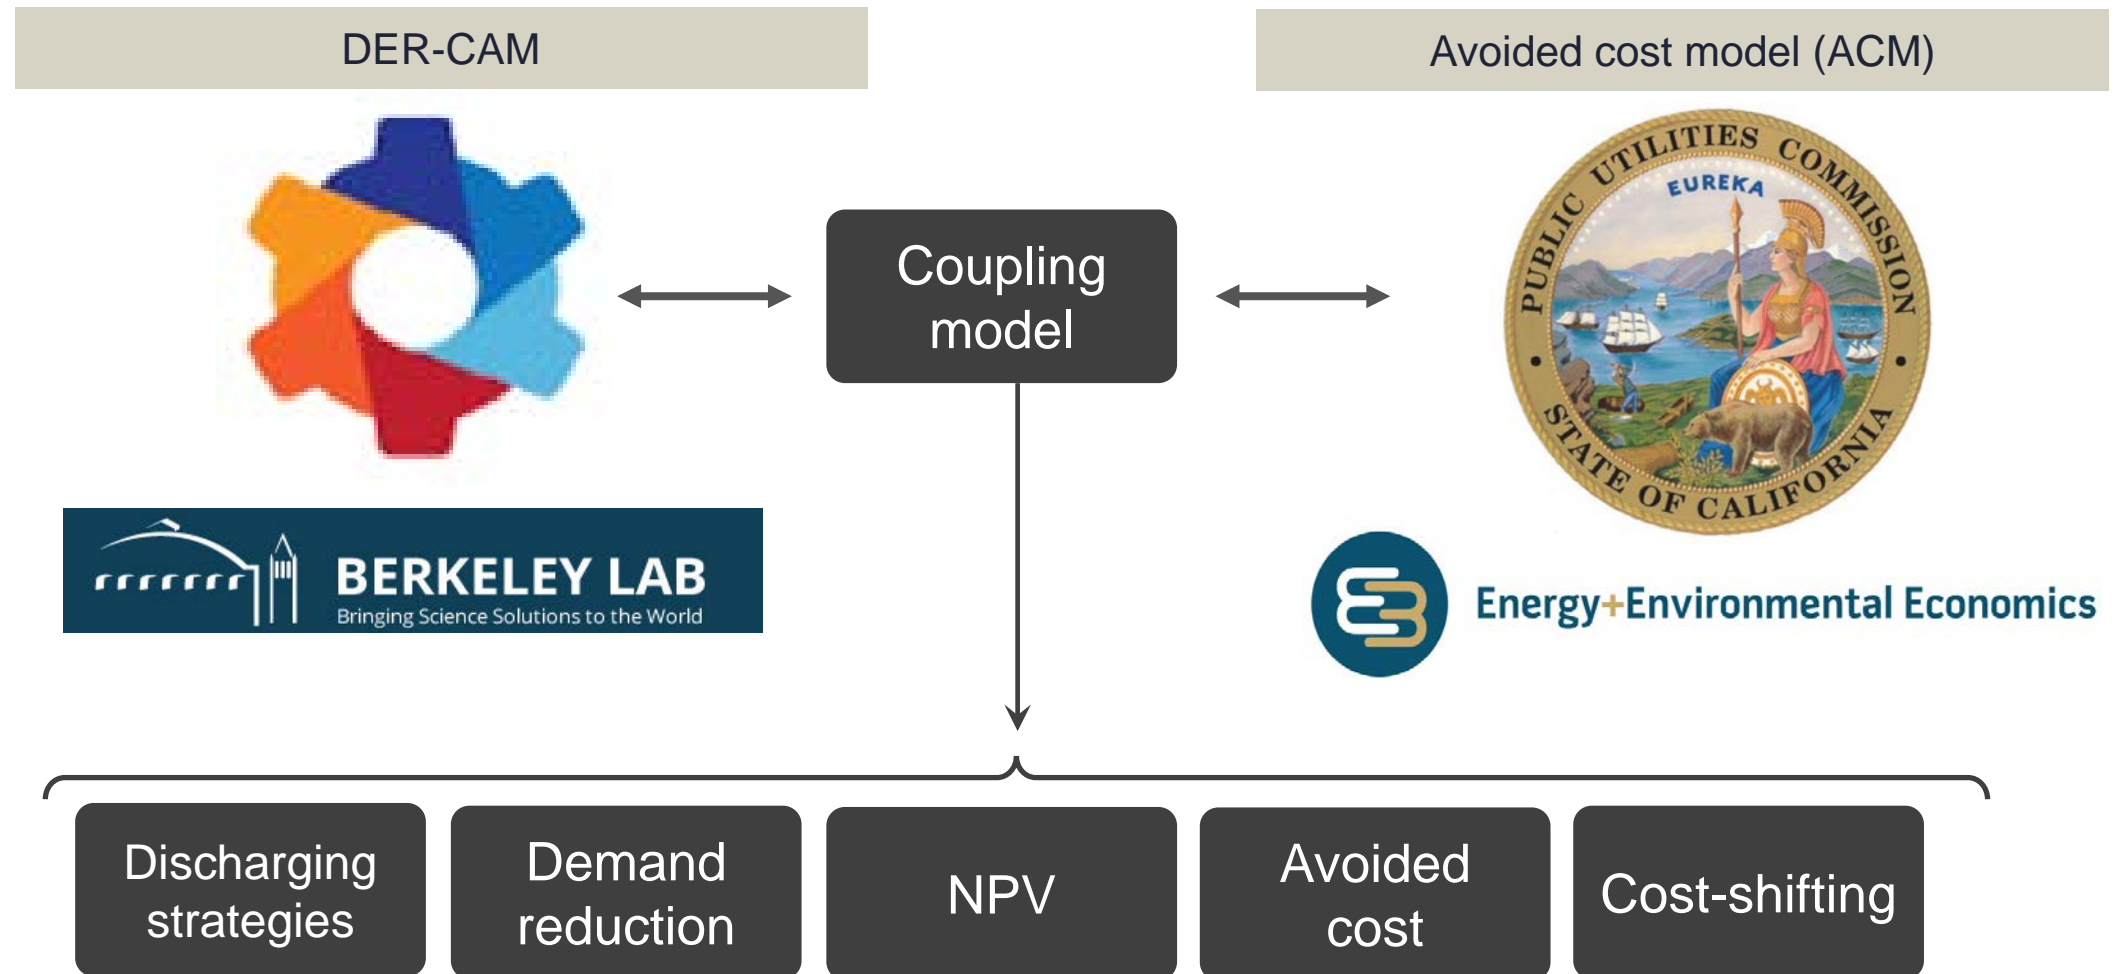 DER-CAM
Avoided cost model (ACM)
PUBLIC UTILITIES COMMISSION
EUREKA
STATE OF CALIFORNIA
Coupling
model
BERKELEY LAB
Bringing Science Solutions to the World
Energy+Environmental Economics
Discharging
strategies
Demand
reduction
NPV
Avoided
cost
Cost-shifting